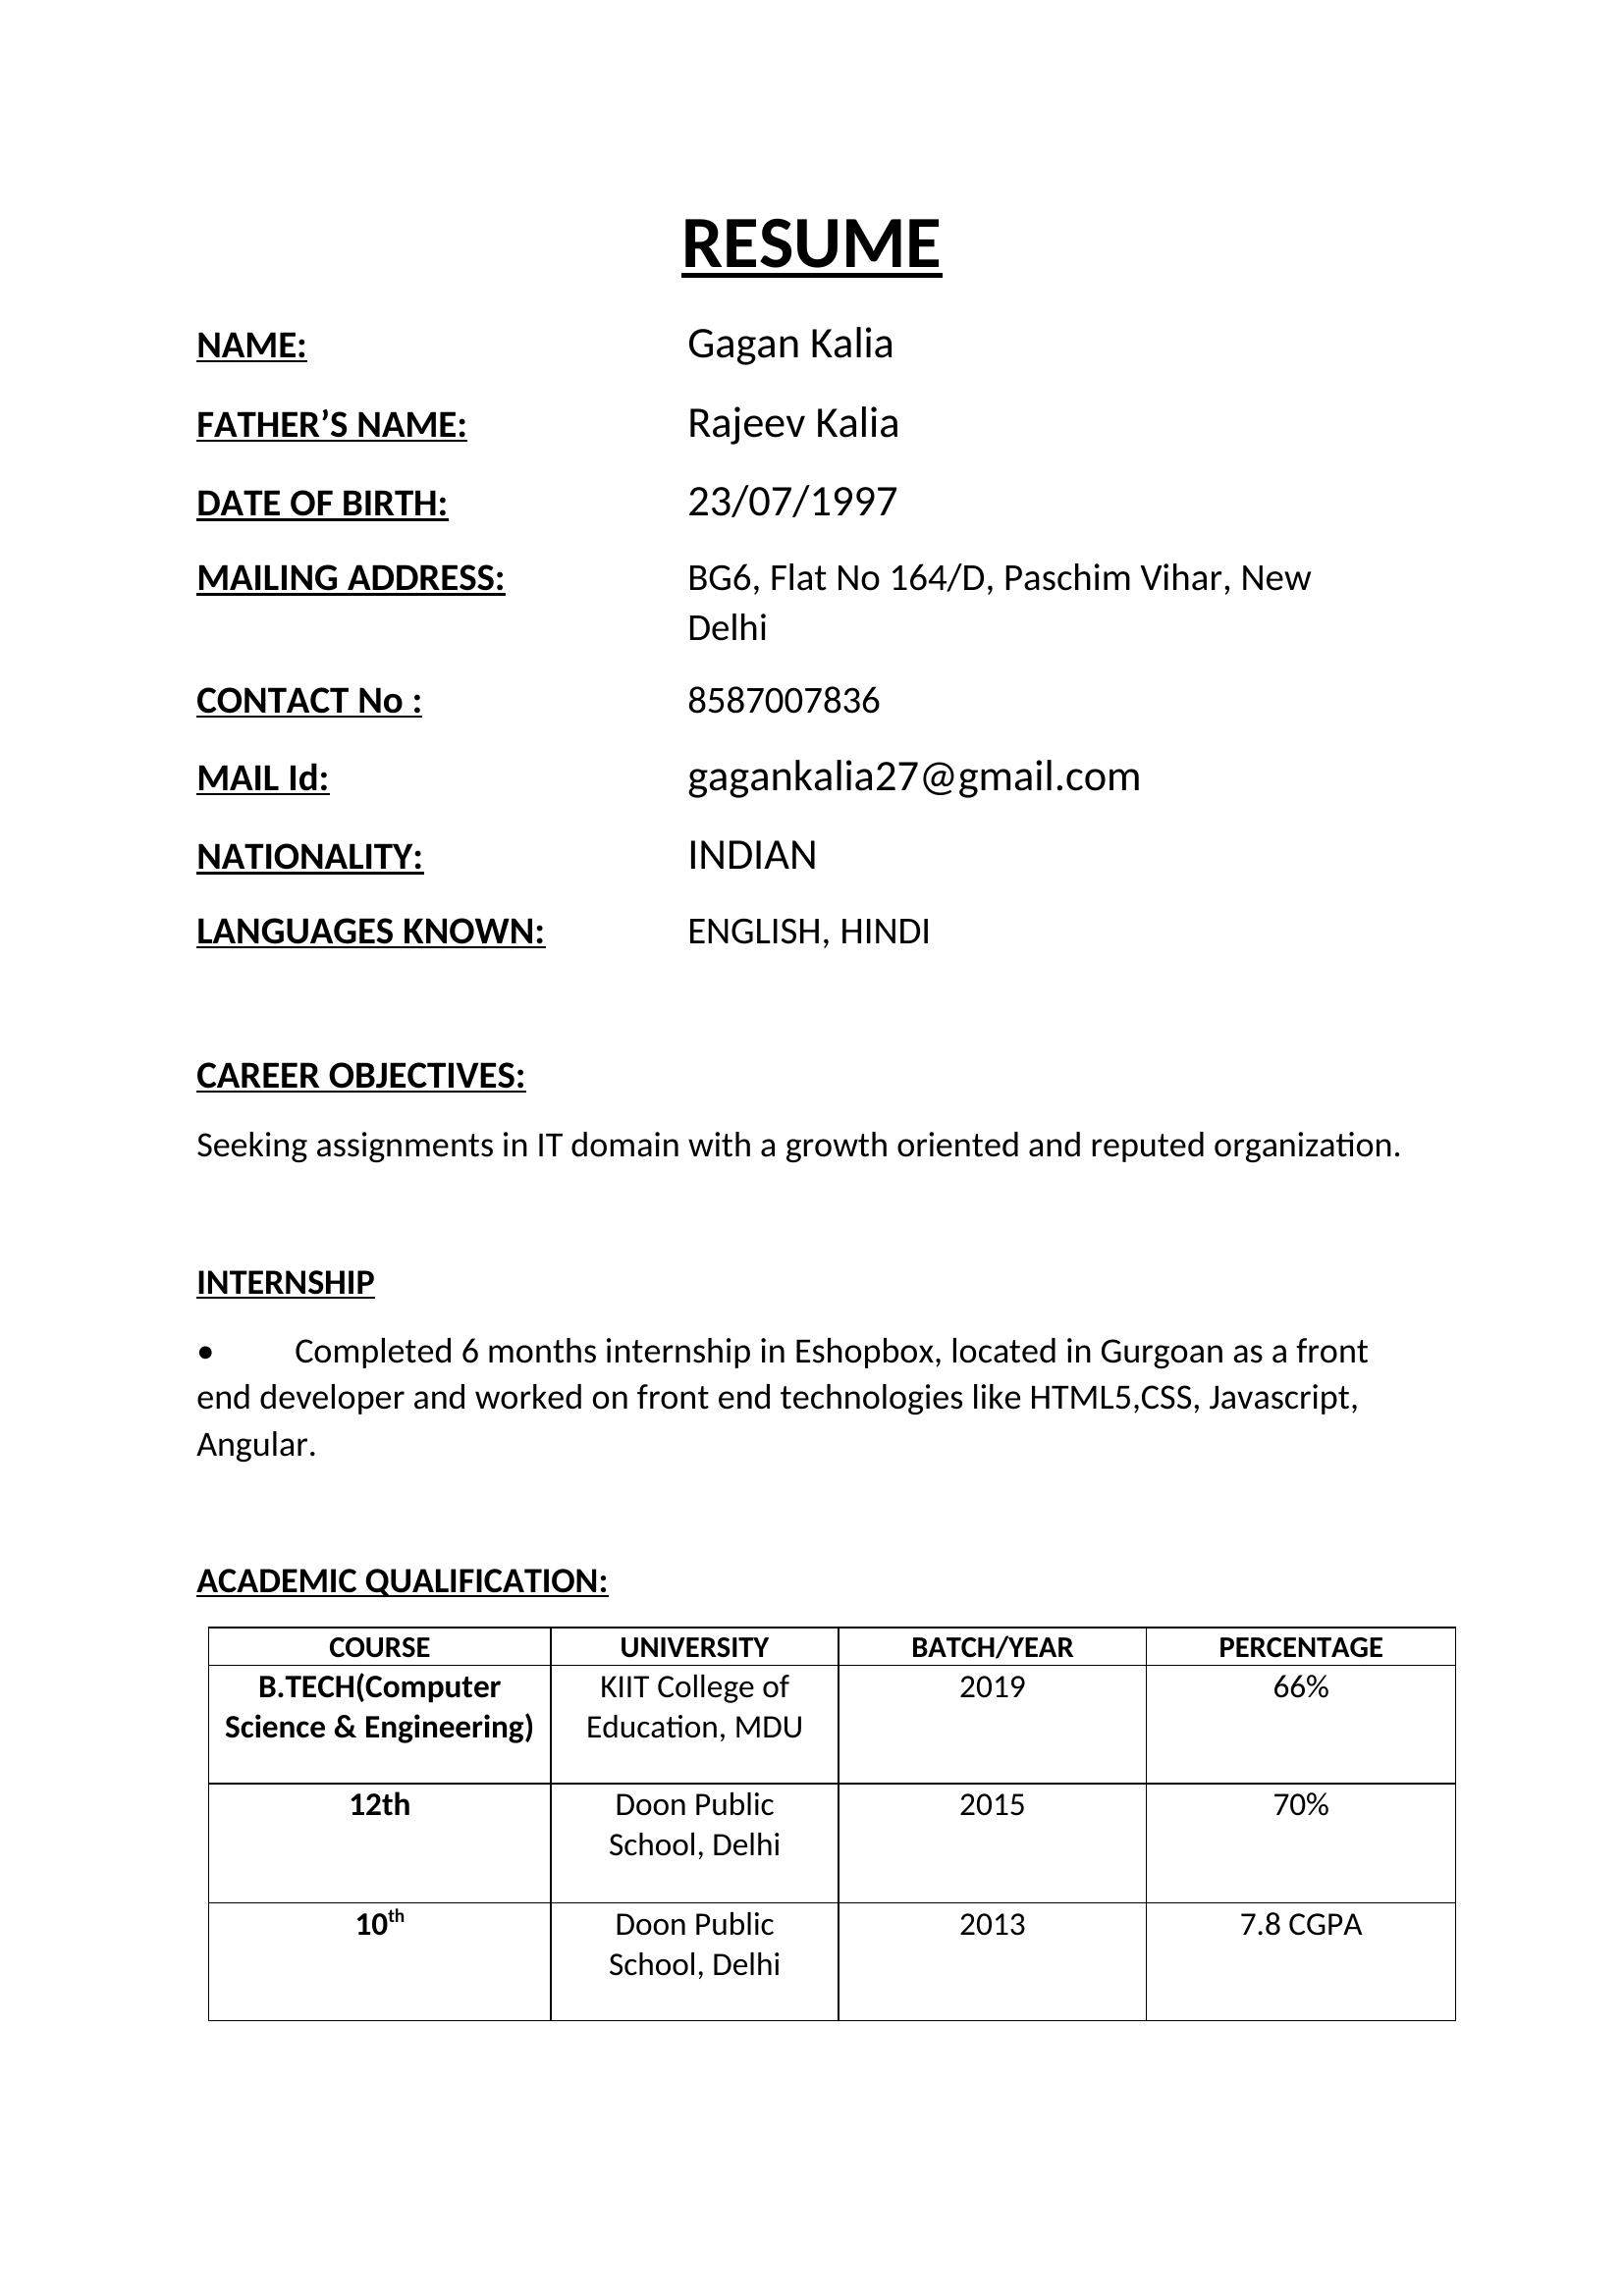 RESUME
NAME: Gagan Kalia
FATHER’S NAME: Rajeev Kalia
DATE OF BIRTH: 23/07/1997
MAILING ADDRESS: BG6, Flat No 164/D, Paschim Vihar, New
Delhi
CONTACT No : 8587007836
MAIL Id: gagankalia27@gmail.com
NATIONALITY: INDIAN
LANGUAGES KNOWN: ENGLISH, HINDI
CAREER OBJECTIVES:
Seeking assignments in IT domain with a growth oriented and reputed organization.
INTERNSHIP
• Completed 6 months internship in Eshopbox, located in Gurgoan as a front
end developer and worked on front end technologies like HTML5,CSS, Javascript,
Angular.
ACADEMIC QUALIFICATION:
COURSE UNIVERSITY BATCH/YEAR PERCENTAGE
B.TECH(Computer KIIT College of 2019 66%
Science & Engineering) Education, MDU
12th Doon Public 2015 70%
School, Delhi
10th Doon Public 2013 7.8 CGPA
School, Delhi